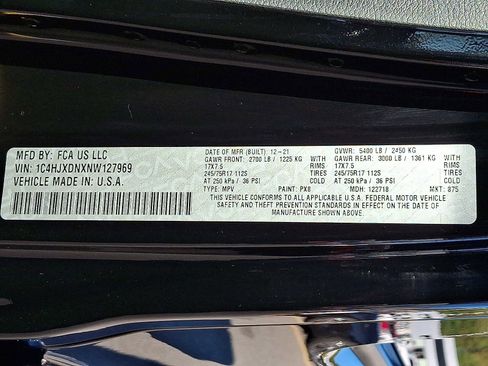 MFD BY: FCA US LLC
VIN: 1C4HJXDNXNW127969
VEHICLE MADE IN: U.S.A.
DATE OF MFR (BUILT): 12-21 GVWR: 5400 LB / 2450 KG
GAWR FRONT: 2700 LB / 1225 KG WITH GAWR REAR: 3000 LB / 1361 KG WITH
17X7.5 RIMS 17X7.5 RIMS
245/75R17 112S TIRES 245/75R17 112S TIRES
AT 250 kPa / 36 PSI COLD AT 250 kPa / 36 PSI COLD
TYPE: MPV PAINT: PX8 MDH: 122718 MKT: 875
THIS VEHICLE CONFORMS TO ALL APPLICABLE U.S.A. FEDERAL MOTOR VEHICLE
SAFETY AND THEFT PREVENTION STANDARDS IN EFFECT ON THE DATE OF
MANUFACTURE SHOWN ABOVE.